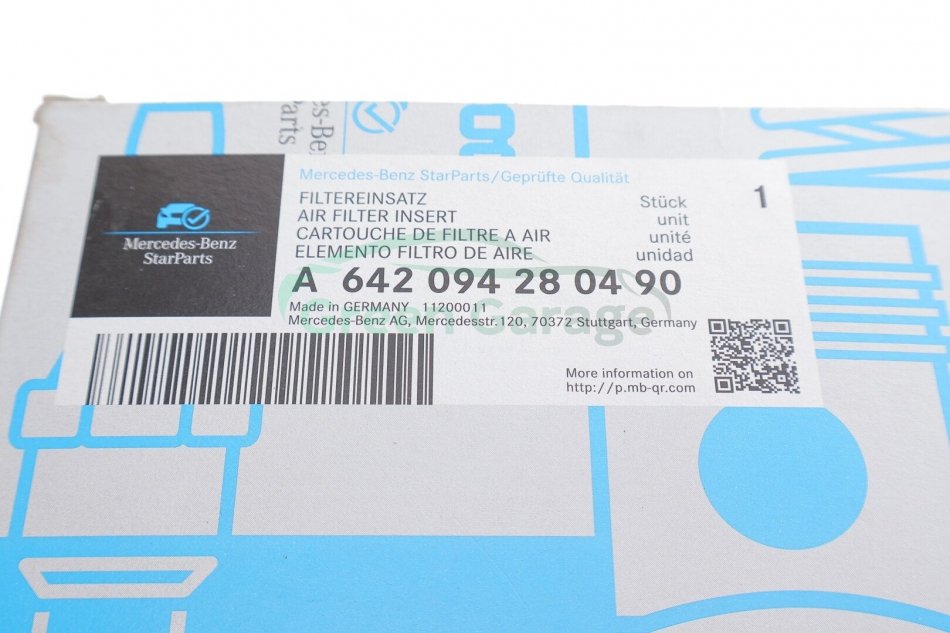 Mercedes-Benz StarParts/Geprüfte Qualität
FILTEREINSATZ Stück 1
AIR FILTER INSERT unit
CARTOUCHE DE FILTRE A AIR unité
ELEMENTO FILTRO DE AIRE unidad
Mercedes-Benz
StarParts
A 642 094 28 04 90
Made in GERMANY 11200011
Mercedes-Benz AG, Mercedesstr.120, 70372 Stuttgart, Germany
GreenGarage
More information on
http://p.mb-qr.com